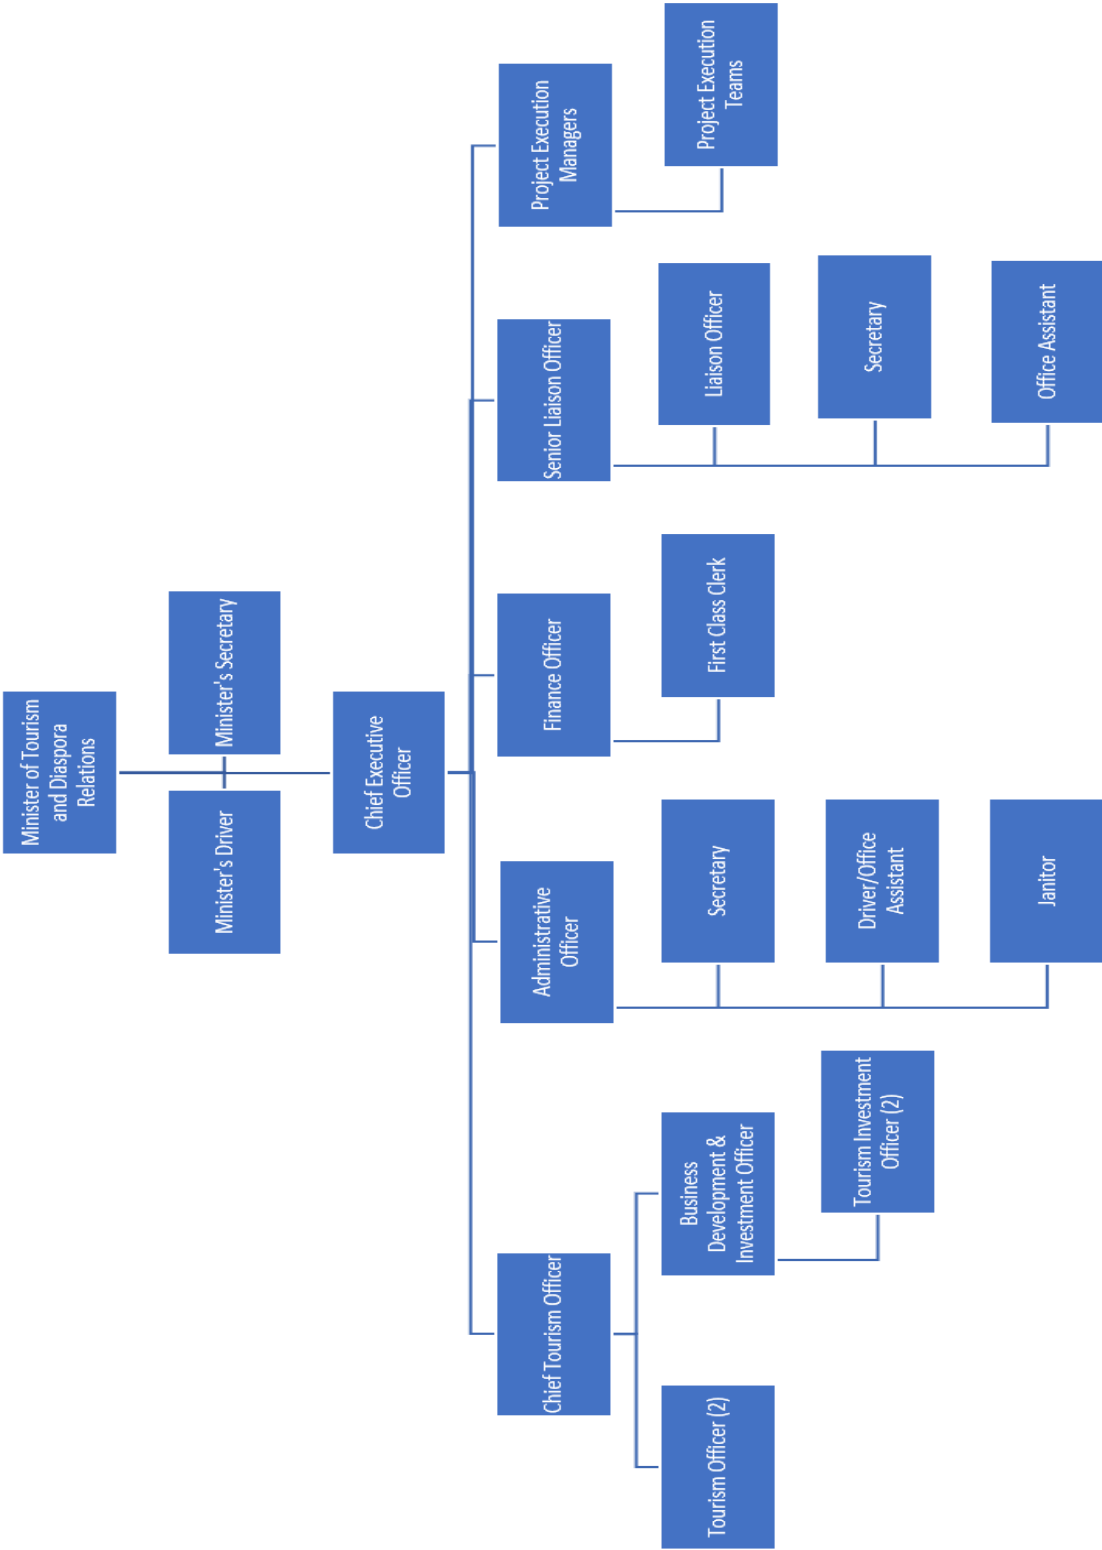 Minister of Tourism
and Diaspora
Relations
Minister's Driver
Minister's Secretary
Chief Executive
Officer
Chief Tourism Officer
Administrative
Officer
Finance Officer
Senior Liaison Officer
Project Execution
Managers
Tourism Officer (2)
Business
Development &
Investment Officer
Secretary
First Class Clerk
Liaison Officer
Project Execution
Teams
Tourism Investment
Officer (2)
Driver/Office
Assistant
Secretary
Janitor
Office Assistant